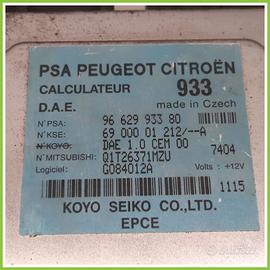 PSA PEUGEOT CITROËN
CALCULATEUR 933
D.A.E. made in Czech
N°PSA: 96 629 933 80
N°KSE: 69 000 01 212/--A
N°KOYO: DAE 1.0 CEM 00
N°MITSUBISHI: Q1T26371MZU 7404
Logiciel: G084012A Volts : +12V
1115
KOYO SEIKO CO.,LTD.
EPCE